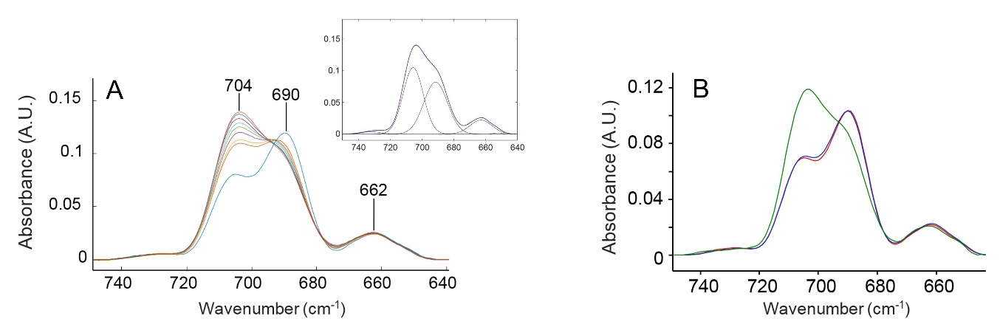 A
704
690
662
Absorbance (A.U.)
0.15
0.1
0.05
0
740 720 700 680 660 640
Wavenumber (cm-1)
0.15
0.1
0.05
0
740 720 700 680 660 640
B
Absorbance (A.U.)
0.12
0.08
0.04
0
740 720 700 680 660
Wavenumber (cm-1)